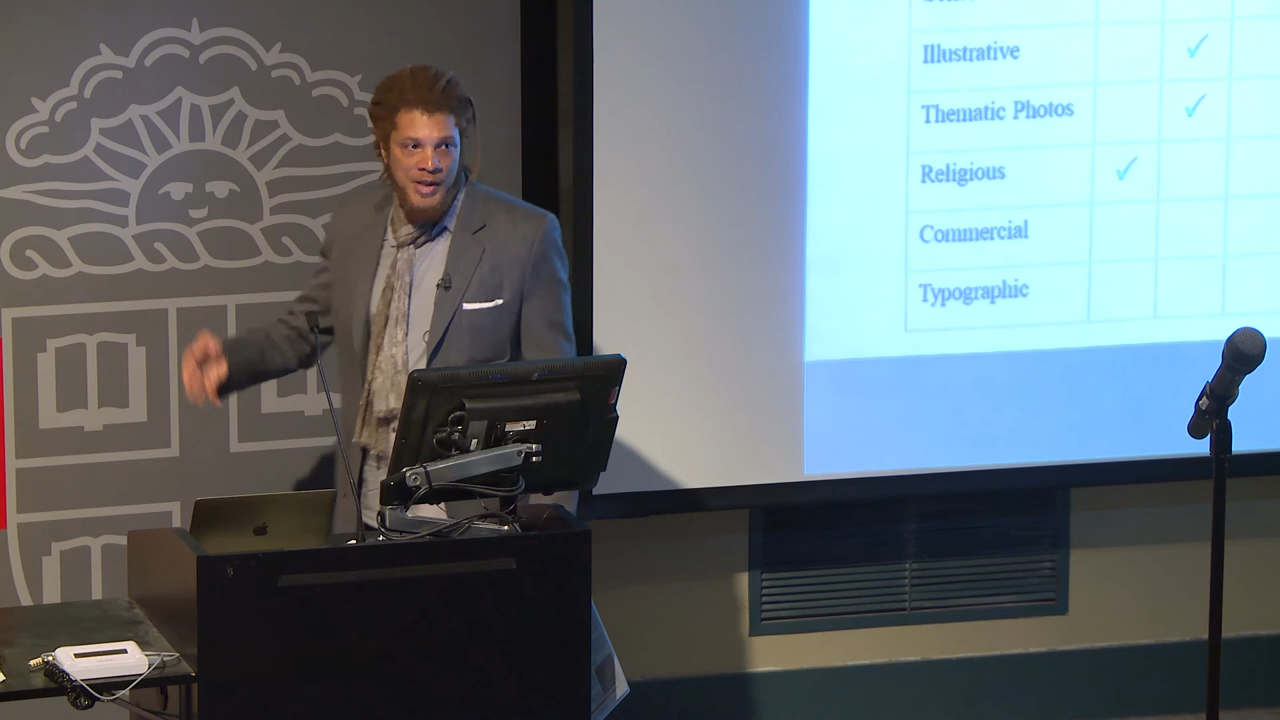 Illustrative ✓
Thematic Photos ✓
Religious ✓
Commercial
Typographic